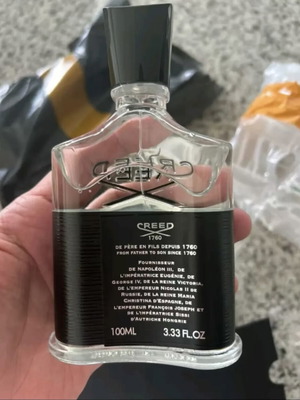 CREED
CREED
1760
DE PÈRE EN FILS DEPUIS 1760
FROM FATHER TO SON SINCE 1760
FOURNISSEUR
DE NAPOLÉON III, DE
L'IMPÉRATRICE EUGÉNIE, DE
GEORGE IV, DE LA REINE VICTORIA,
DE L'EMPEREUR NICOLAS II DE
RUSSIE, DE LA REINE MARIA
CHRISTINA D'ESPAGNE, DE
L'EMPEREUR FRANÇOIS JOSEPH ET
DE L'IMPÉRATRICE SISSI
D'AUTRICHE HONGRIE
100ML 3.33 FL.OZ